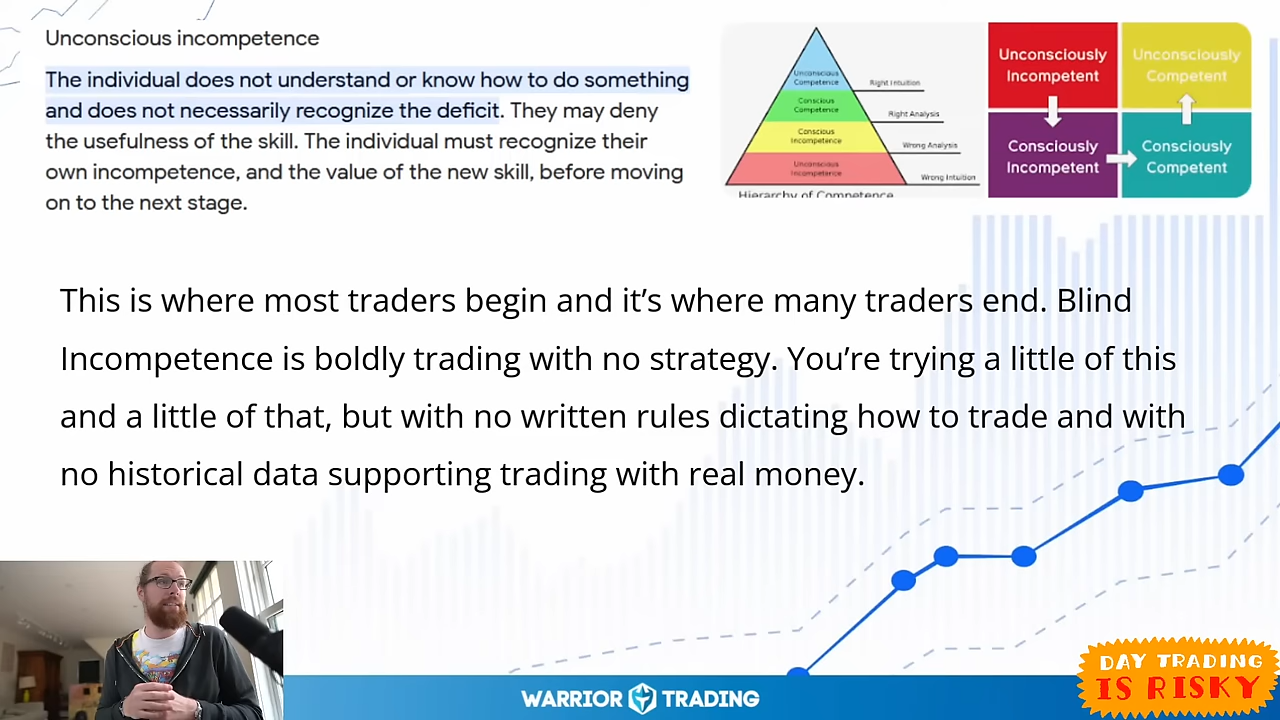 Unconscious incompetence
The individual does not understand or know how to do something
and does not necessarily recognize the deficit. They may deny
the usefulness of the skill. The individual must recognize their
own incompetence, and the value of the new skill, before moving
on to the next stage.
Unconscious
Competence
Right Intuition
Conscious
Competence
Right Analysis
Conscious
Incompetence
Wrong Analysis
Unconscious
Incompetence
Wrong Intuition
Hierarchy of Competence
Unconsciously
Incompetent
Unconsciously
Competent
Consciously
Incompetent
Consciously
Competent
This is where most traders begin and it’s where many traders end. Blind
Incompetence is boldly trading with no strategy. You’re trying a little of this
and a little of that, but with no written rules dictating how to trade and with
no historical data supporting trading with real money.
WARRIOR TRADING
DAY TRADING
IS RISKY